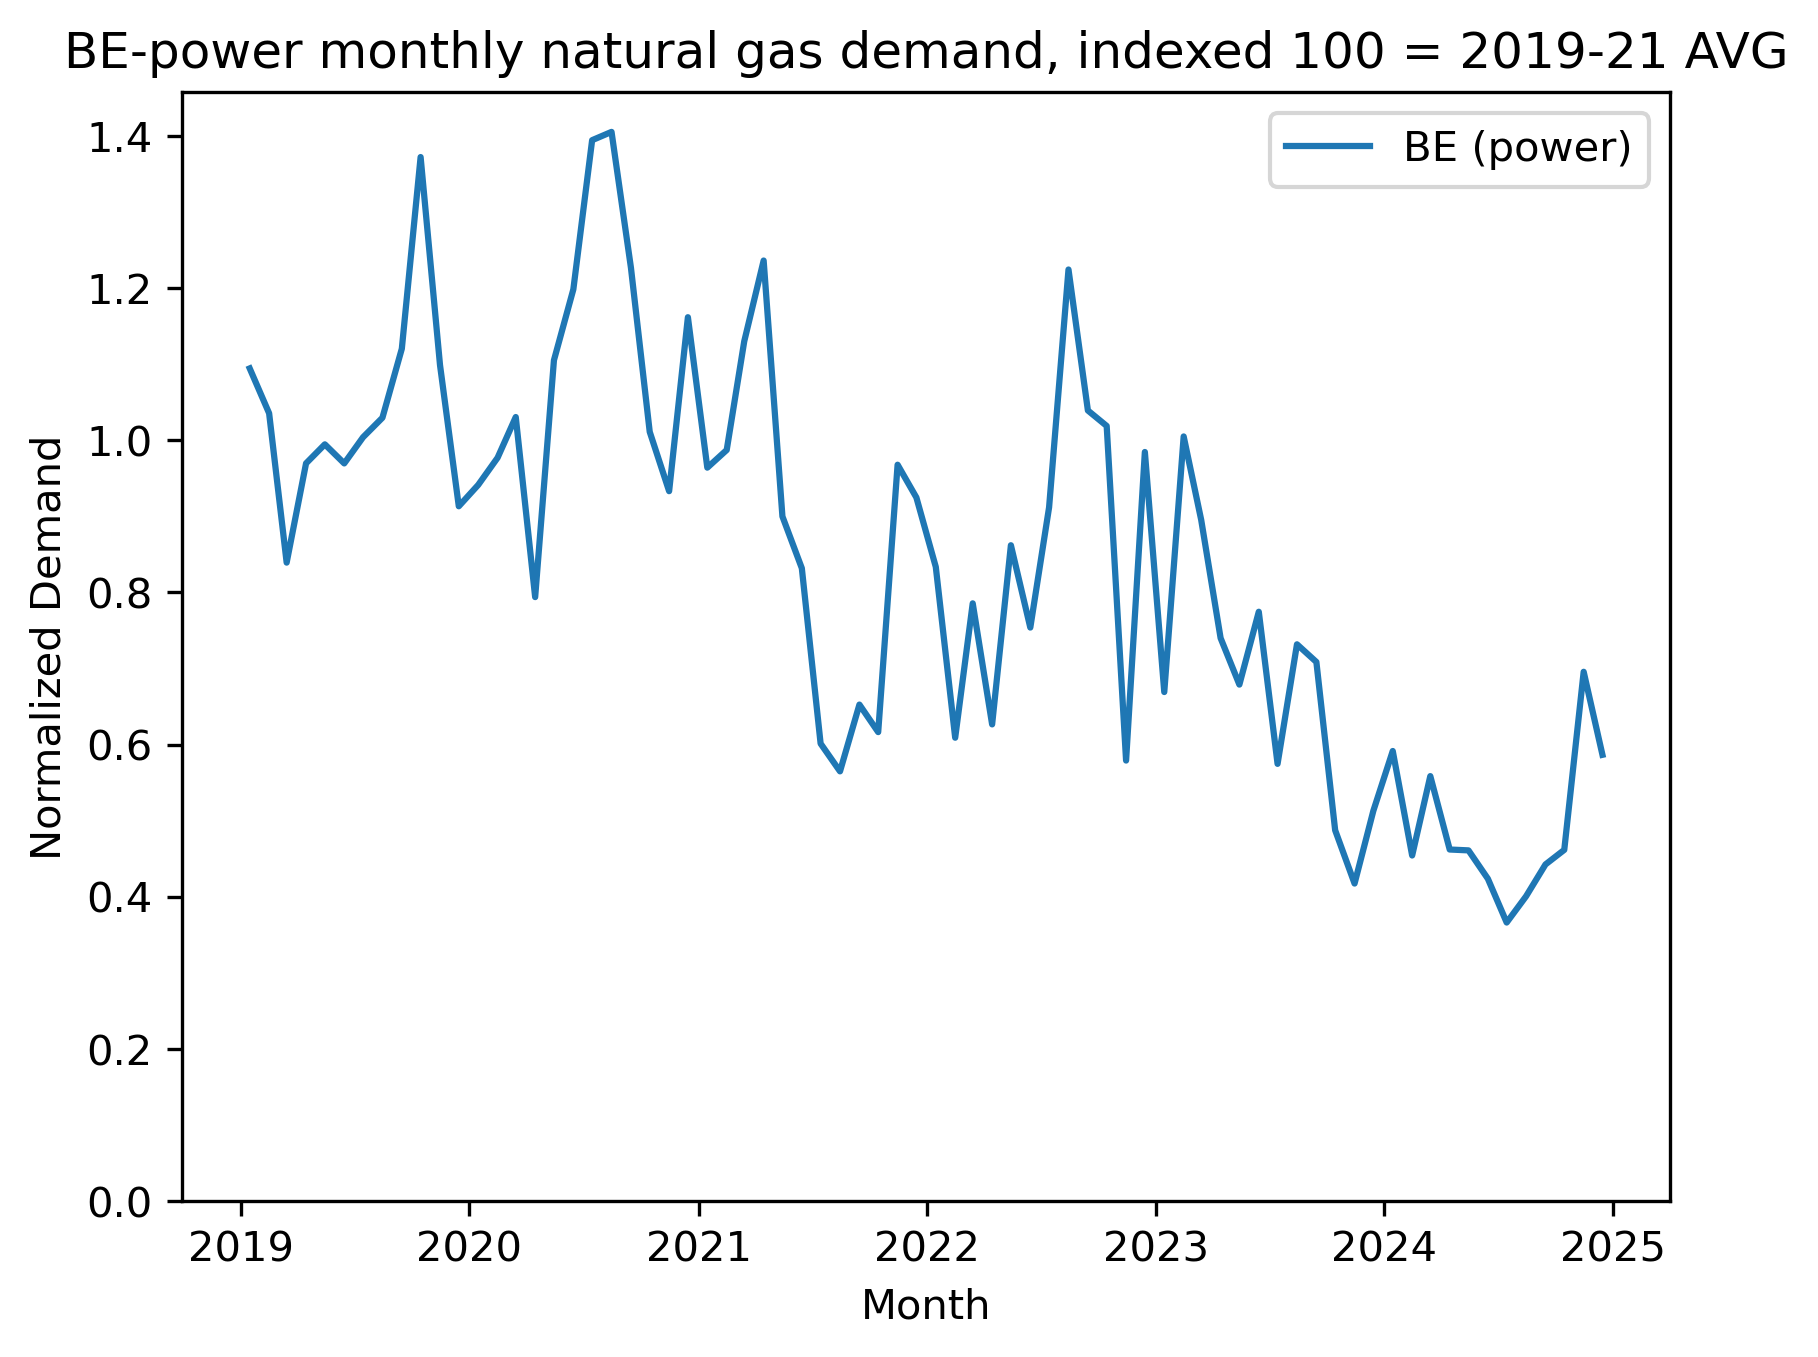 BE-power monthly natural gas demand, indexed 100 = 2019-21 AVG
BE (power)
Normalized Demand
1.4
1.2
1.0
0.8
0.6
0.4
0.2
0.0
2019 2020 2021 2022 2023 2024 2025
Month